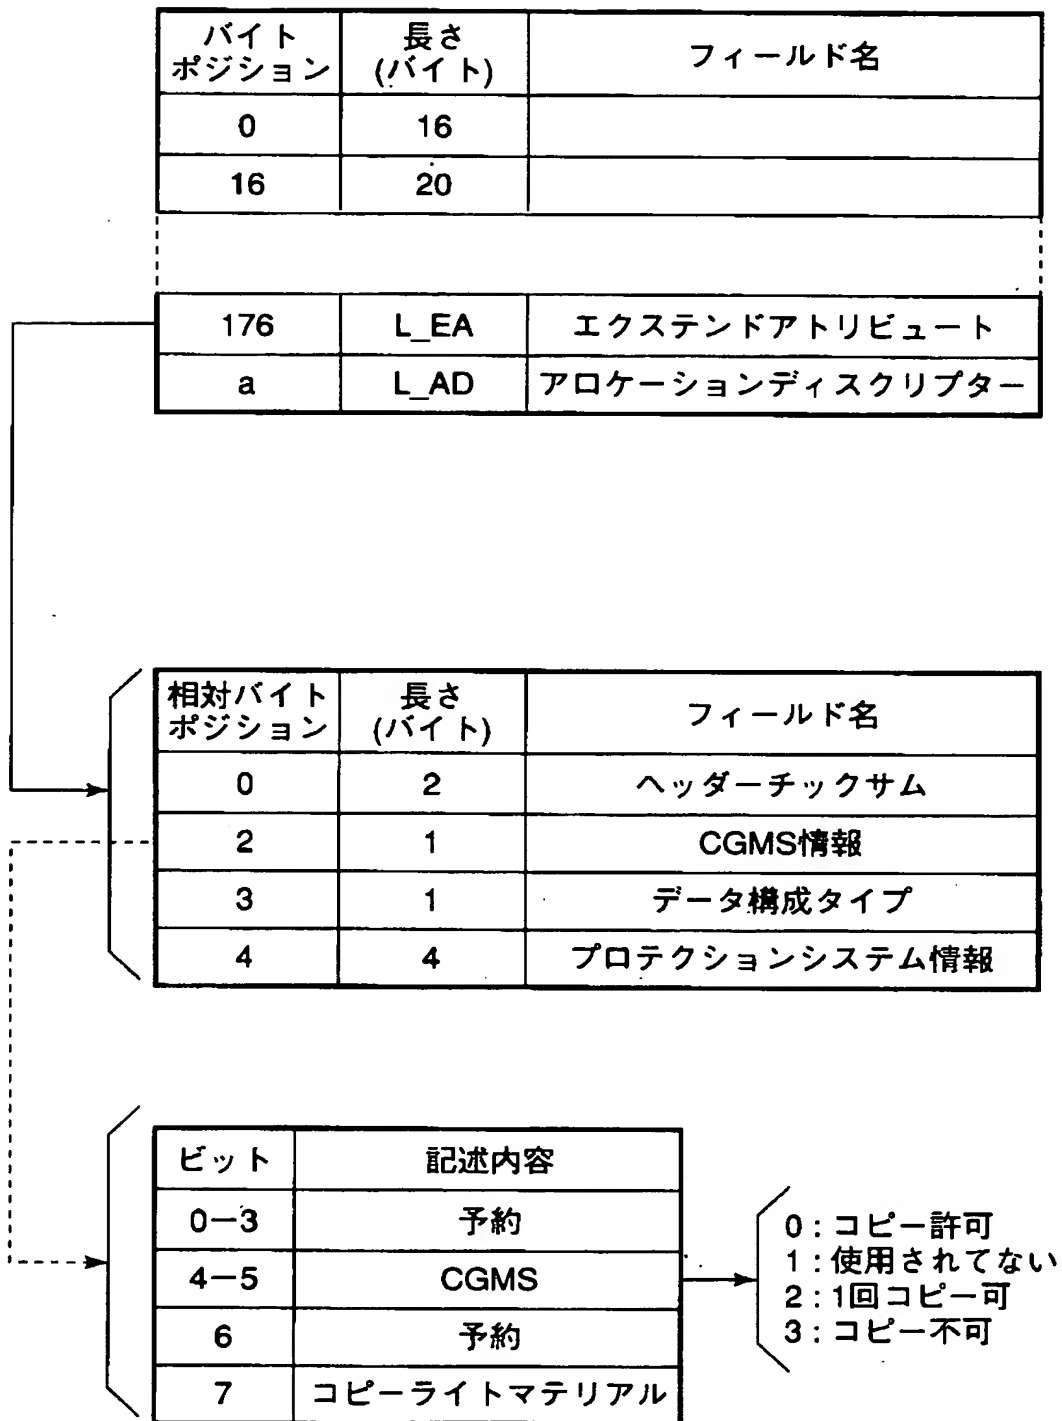 バイト
ポジション
長さ
(バイト)
フィールド名
0 16
16 20
176 L_EA エクステンドアトリビュート
a L_AD アロケーションディスクリプター
相対バイト
ポジション
長さ
(バイト)
フィールド名
0 2 ヘッダーチックサム
2 1 CGMS情報
3 1 データ構成タイプ
4 4 プロテクションシステム情報
ビット 記述内容
0−3 予約
4−5 CGMS
6 予約
7 コピーライトマテリアル
0:コピー許可
1:使用されてない
2:1回コピー可
3:コピー不可